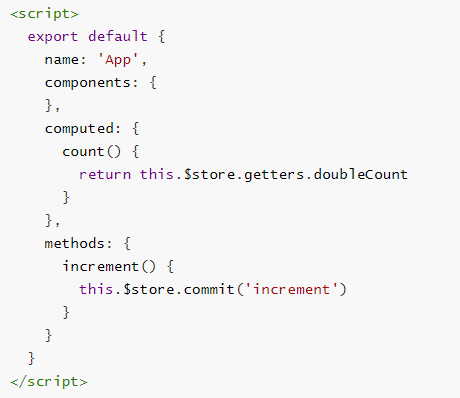 <script>
  export default {
    name: 'App',
    components: {
    },
    computed: {
      count() {
        return this.$store.getters.doubleCount
      }
    },
    methods: {
      increment() {
        this.$store.commit('increment')
      }
    }
  }
</script>